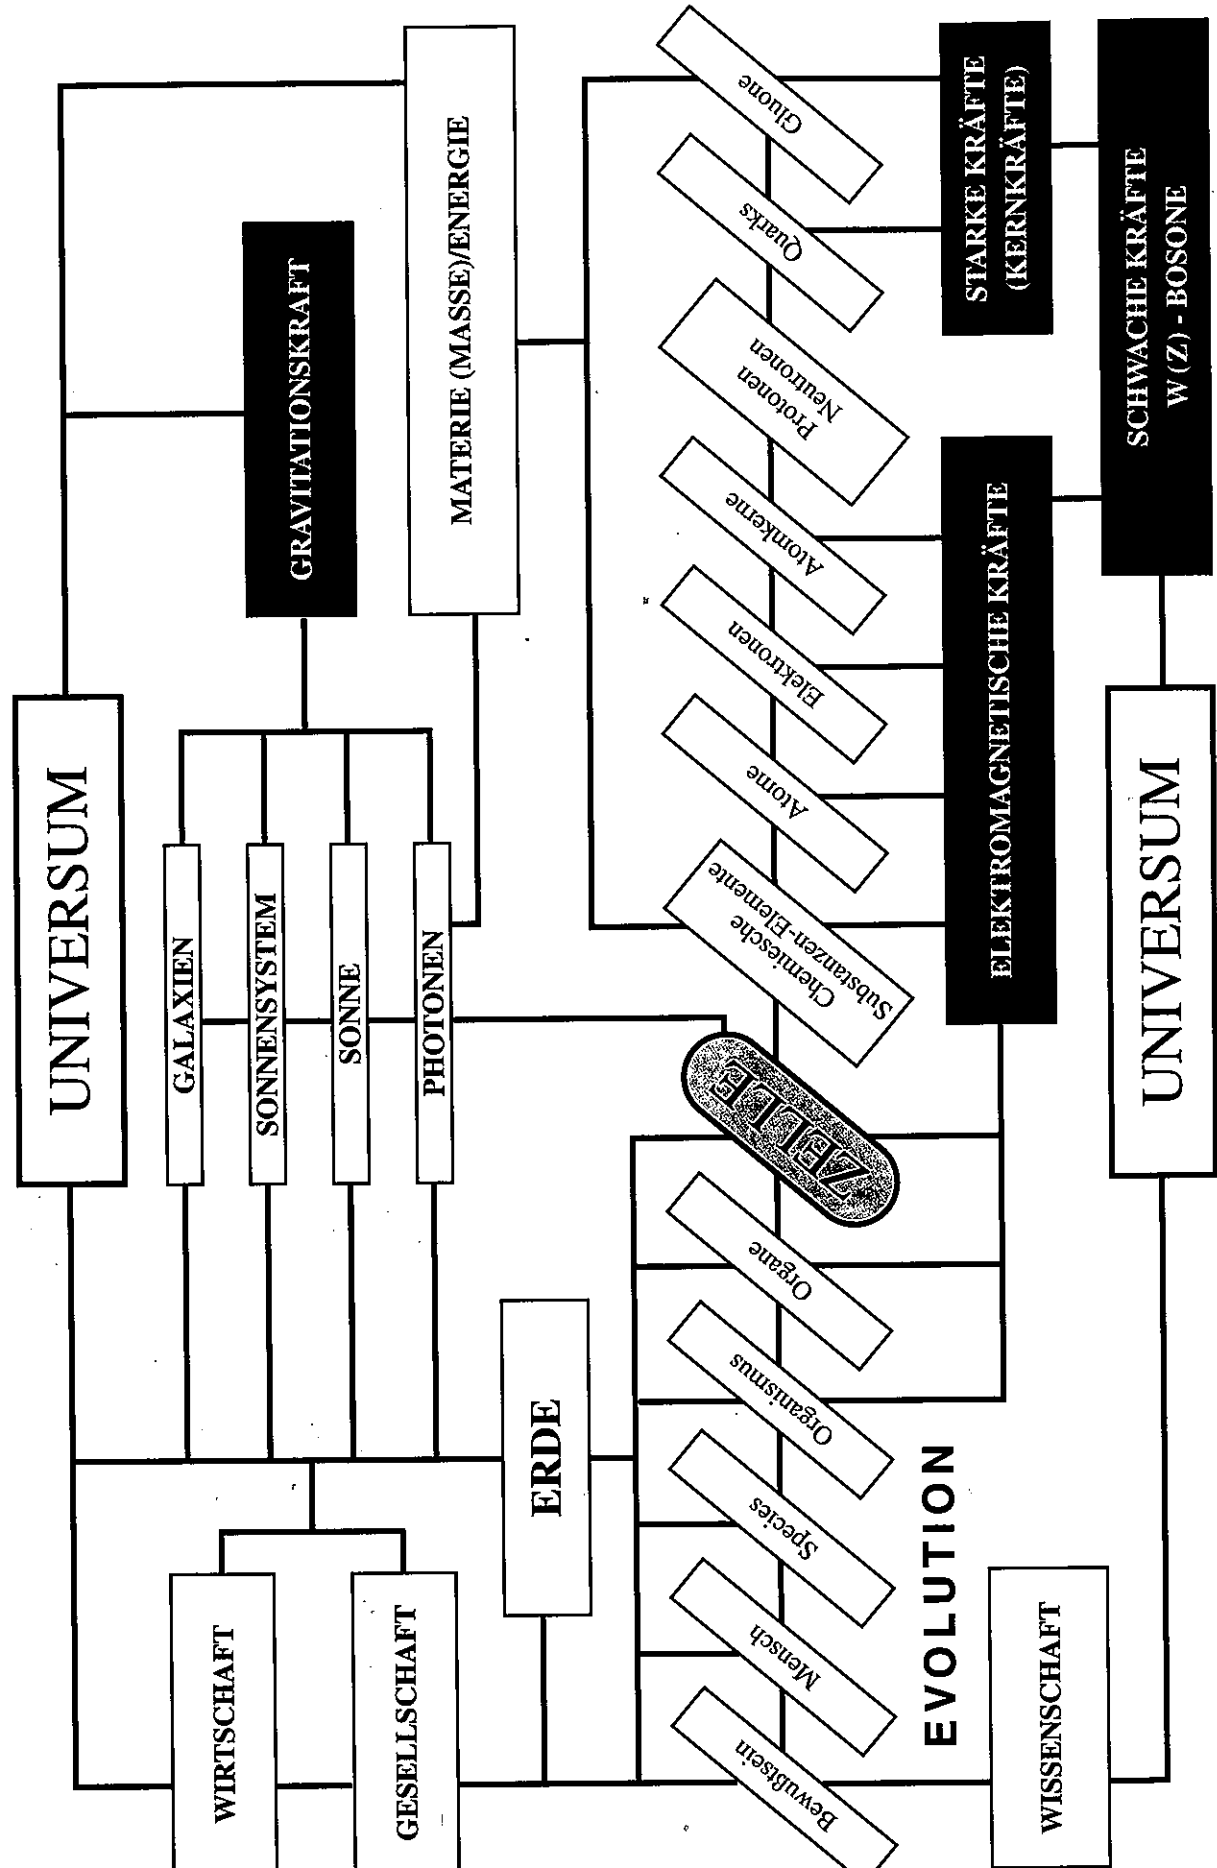 UNIVERSUM
GALAXIEN
WIRTSCHAFT
SONNENSYSTEM
GRAVITATIONSKRAFT
SONNE
GESELLSCHAFT
PHOTONEN
MATERIE (MASSE)/ENERGIE
ERDE
Bewußtsein
Mensch
Species
Organismus
Organe
ZELLE
Chemiesche
Substanzen-Elemente
Atome
Elektronen
Atomkerne
Protonen
Neutronen
Quarks
Gluone
EVOLUTION
ELEKTROMAGNETISCHE KRÄFTE
STARKE KRÄFTE
(KERNKRÄFTE)
WISSENSCHAFT
SCHWACHE KRÄFTE
W (Z) - BOSONE
UNIVERSUM